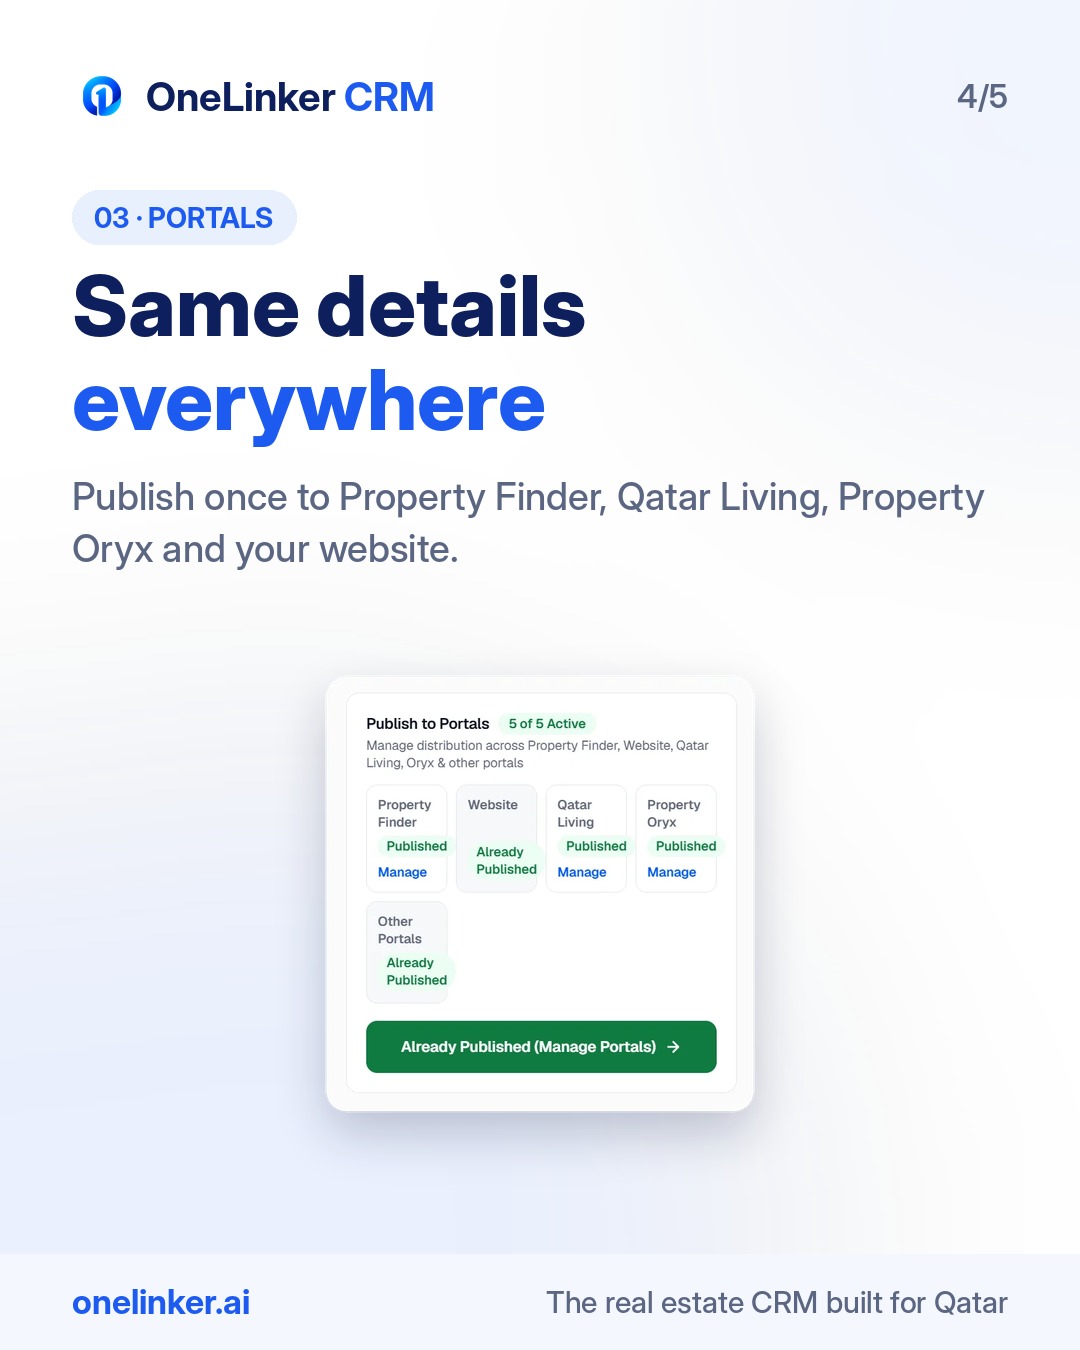 OneLinker CRM
4/5
03 · PORTALS
Same details
everywhere
Publish once to Property Finder, Qatar Living, Property
Oryx and your website.
Publish to Portals 5 of 5 Active
Manage distribution across Property Finder, Website, Qatar
Living, Oryx & other portals
Property
Finder
Published
Manage
Website
Already
Published
Qatar
Living
Published
Manage
Property
Oryx
Published
Manage
Other
Portals
Already
Published
Already Published (Manage Portals) →
onelinker.ai
The real estate CRM built for Qatar